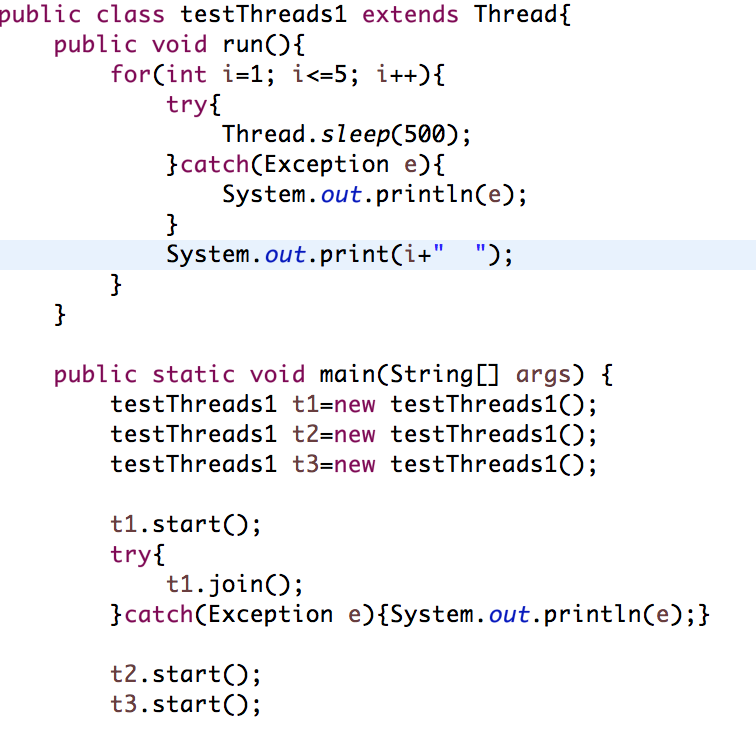 public class testThreads1 extends Thread{
    public void run(){
        for(int i=1; i<=5; i++){
            try{
                Thread.sleep(500);
            }catch(Exception e){
                System.out.println(e);
            }
            System.out.print(i+"  ");
        }
    }

    public static void main(String[] args) {
        testThreads1 t1=new testThreads1();
        testThreads1 t2=new testThreads1();
        testThreads1 t3=new testThreads1();

        t1.start();
        try{
            t1.join();
        }catch(Exception e){System.out.println(e);}

        t2.start();
        t3.start();